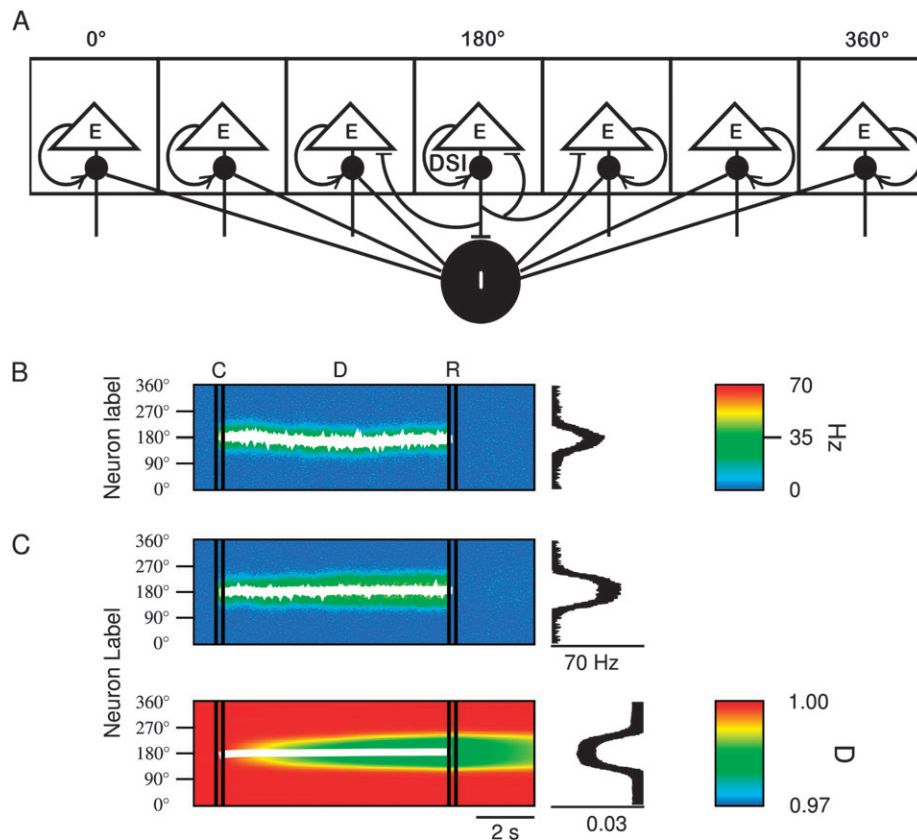 A
0° 180° 360°
E E E E E E E
DSI
I
B
C D R
Neuron label
360°
270°
180°
90°
0°
70
35
0
Hz
C
Neuron Label
360°
270°
180°
90°
0°
70 Hz
360°
270°
180°
90°
0°
2 s
0.03
1.00
0.97
D